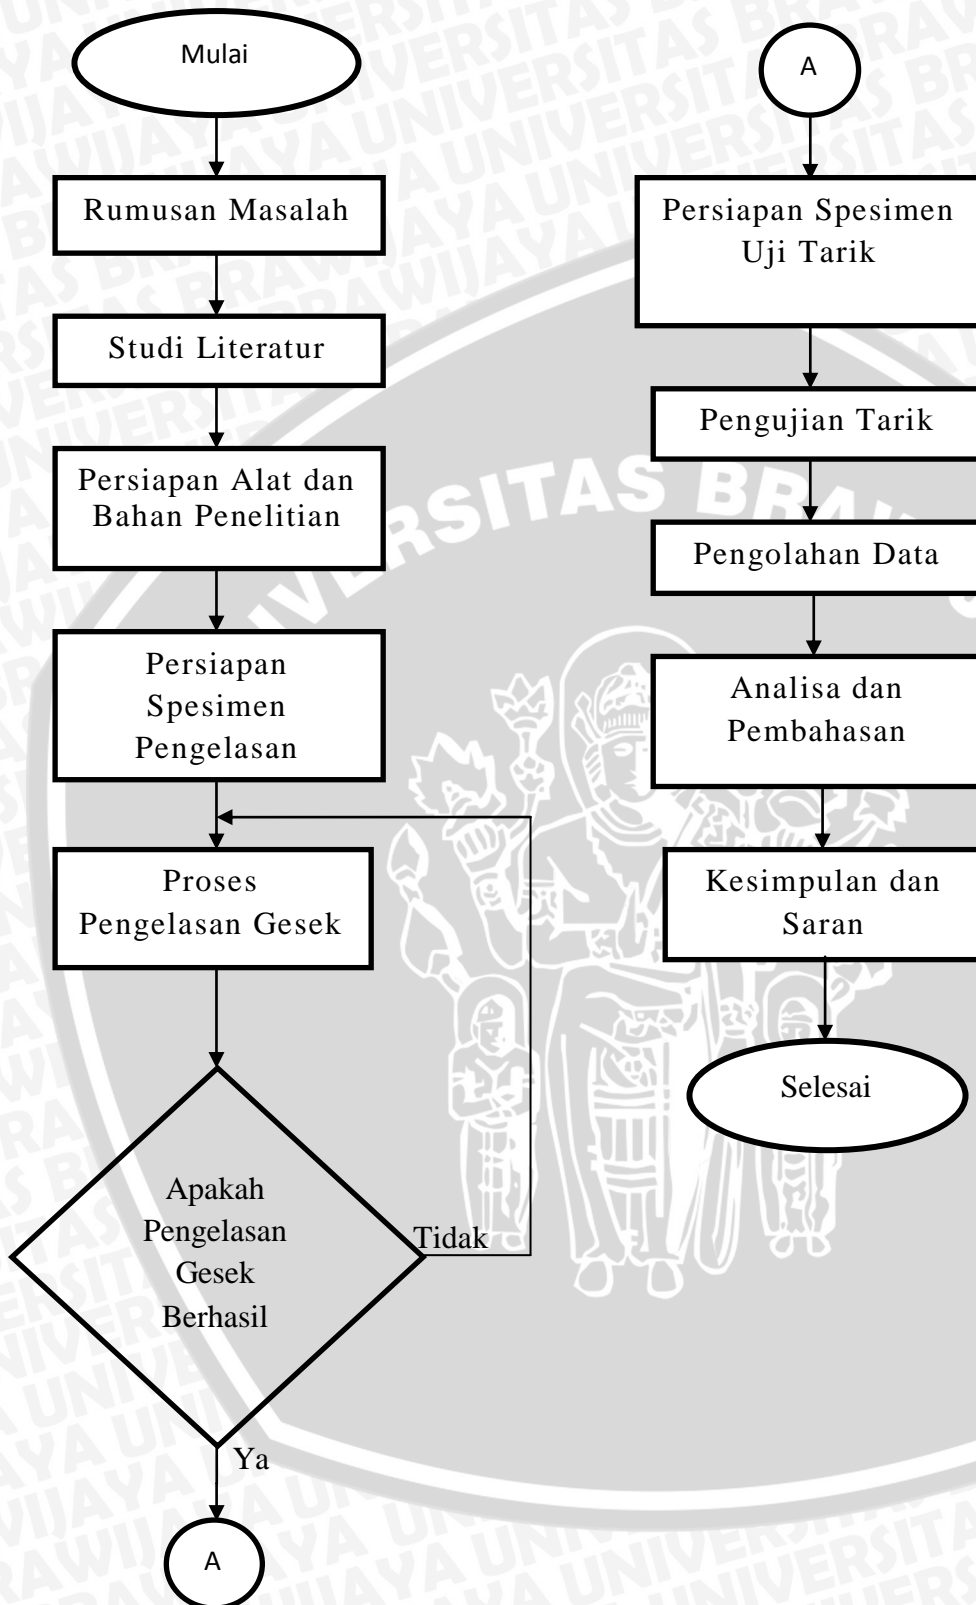 Mulai
Rumusan Masalah
Studi Literatur
Persiapan Alat dan
Bahan Penelitian
Persiapan
Spesimen
Pengelasan
Proses
Pengelasan Gesek
Apakah
Pengelasan
Gesek
Berhasil
Tidak
Ya
A
A
Persiapan Spesimen
Uji Tarik
Pengujian Tarik
Pengolahan Data
Analisa dan
Pembahasan
Kesimpulan dan
Saran
Selesai